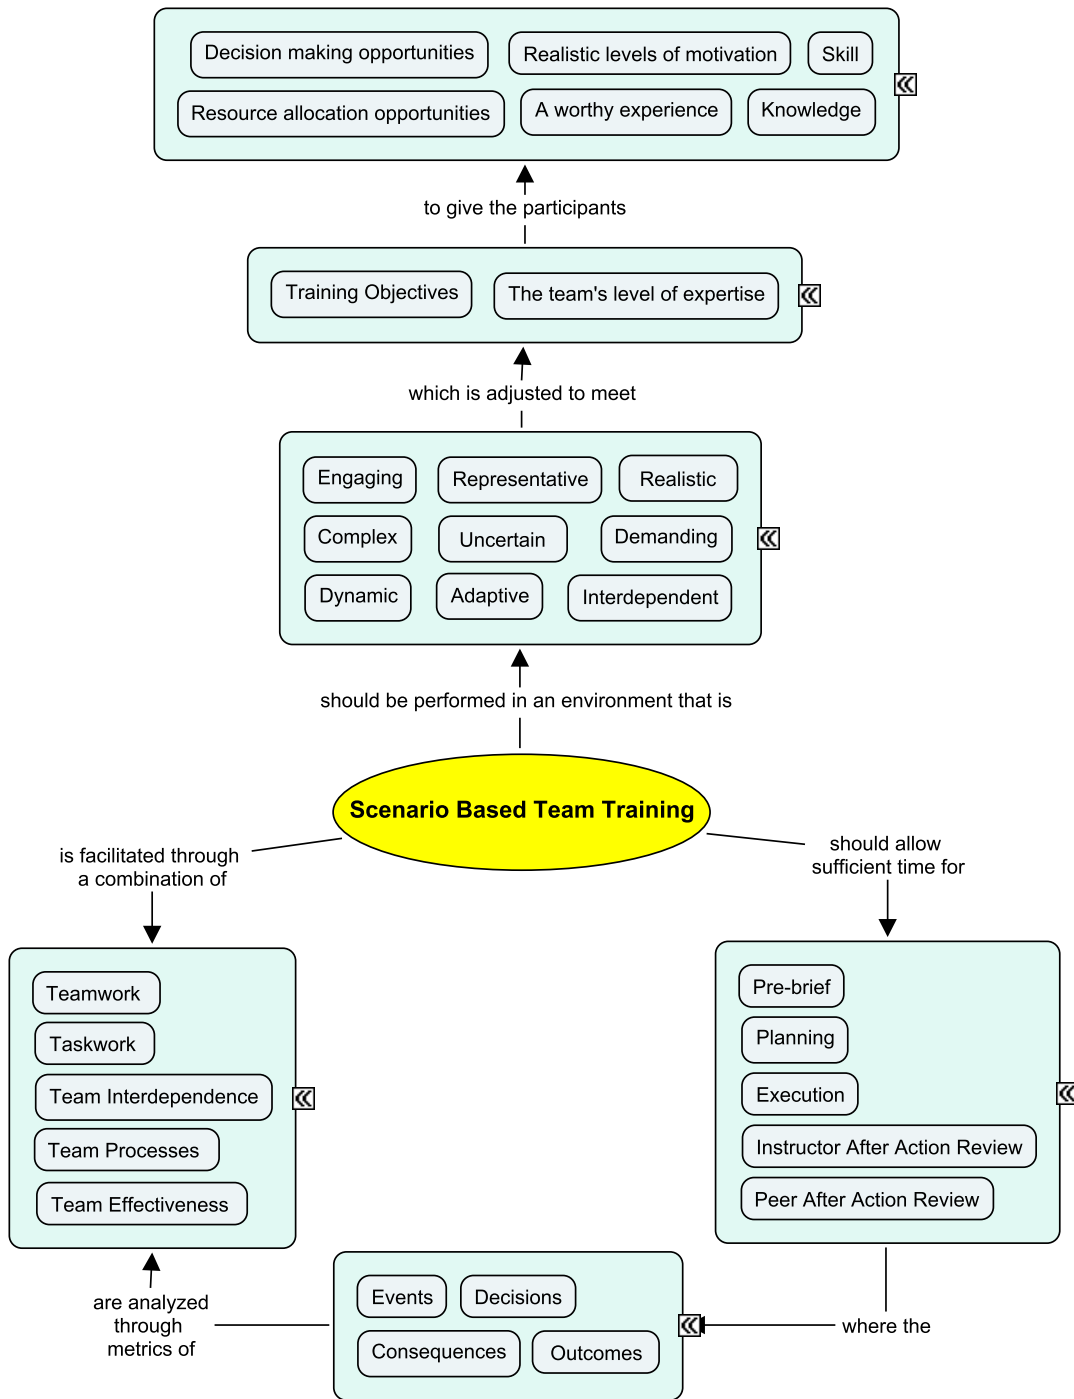 Decision making opportunities
Realistic levels of motivation
Skill
Resource allocation opportunities
A worthy experience
Knowledge
to give the participants
Training Objectives
The team's level of expertise
which is adjusted to meet
Engaging
Representative
Realistic
Complex
Uncertain
Demanding
Dynamic
Adaptive
Interdependent
should be performed in an environment that is
Scenario Based Team Training
is facilitated through
a combination of
should allow
sufficient time for
Teamwork
Taskwork
Team Interdependence
Team Processes
Team Effectiveness
Pre-brief
Planning
Execution
Instructor After Action Review
Peer After Action Review
are analyzed
through
metrics of
Events
Decisions
Consequences
Outcomes
where the